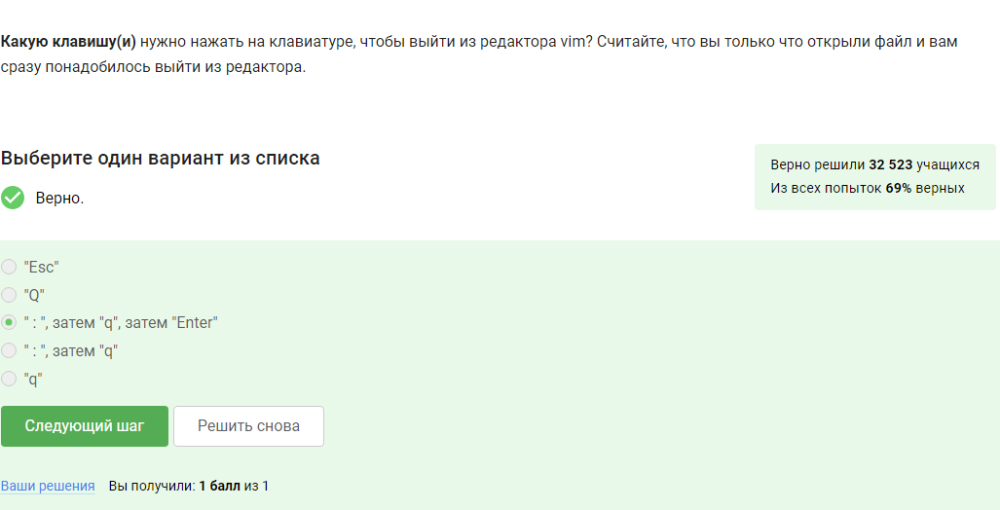 Какую клавишу(и) нужно нажать на клавиатуре, чтобы выйти из редактора vim? Считайте, что вы только что открыли файл и вам
сразу понадобилось выйти из редактора.
Выберите один вариант из списка
Верно.
Верно решили 32 523 учащихся
Из всех попыток 69% верных
"Esc"
"Q"
" : ", затем "q", затем "Enter"
" : ", затем "q"
"q"
Следующий шаг
Решить снова
Ваши решения Вы получили: 1 балл из 1